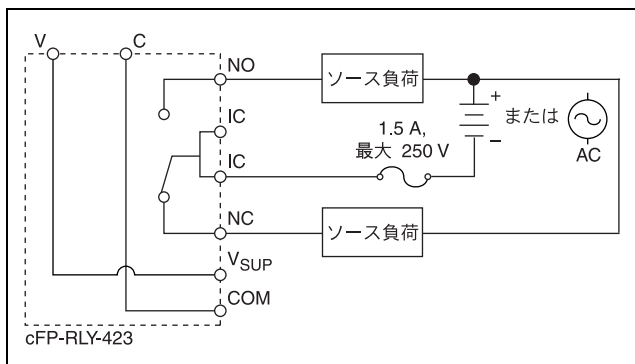 V
C
NO
ソース負荷
IC
+
または
1.5 A,
最大 250 V
IC
−
AC
NC
ソース負荷
VSUP
COM
cFP-RLY-423